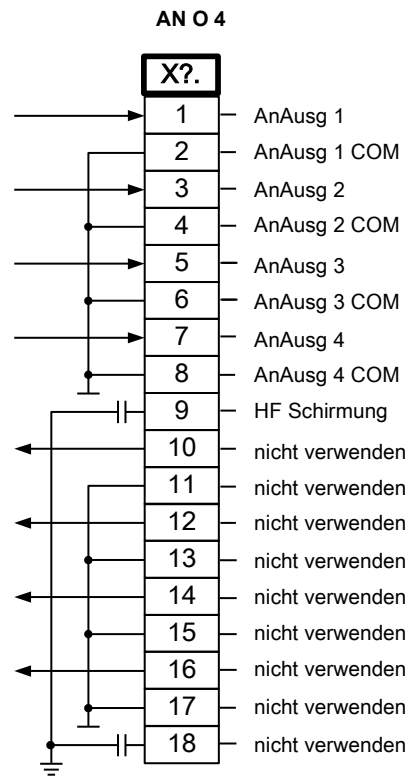 AN O 4
X?.
1 AnAusg 1
2 AnAusg 1 COM
3 AnAusg 2
4 AnAusg 2 COM
5 AnAusg 3
6 AnAusg 3 COM
7 AnAusg 4
8 AnAusg 4 COM
9 HF Schirmung
10 nicht verwenden
11 nicht verwenden
12 nicht verwenden
13 nicht verwenden
14 nicht verwenden
15 nicht verwenden
16 nicht verwenden
17 nicht verwenden
18 nicht verwenden